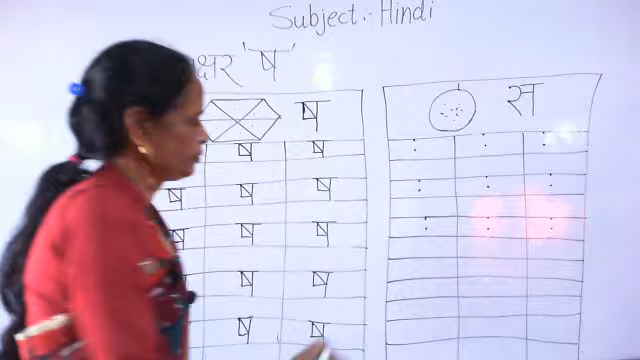 Subject:- Hindi
क्षर 'ष'
ष स
ष ष
ष ष ष
ष ष ष
ष ष
ष ष